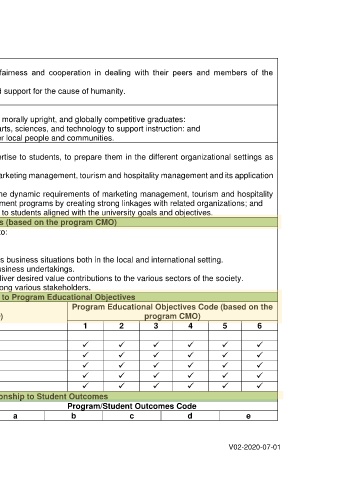 fairness and cooperation in dealing with their peers and members of the
d support for the cause of humanity.
morally upright, and globally competitive graduates:
arts, sciences, and technology to support instruction: and
er local people and communities.
ertise to students, to prepare them in the different organizational settings as
arketing management, tourism and hospitality management and its application
he dynamic requirements of marketing management, tourism and hospitality
ment programs by creating strong linkages with related organizations; and
to students aligned with the university goals and objectives.
s (based on the program CMO)
to:
s business situations both in the local and international setting.
usiness undertakings.
liver desired value contributions to the various sectors of the society.
ong various stakeholders.
to Program Educational Objectives
) Program Educational Objectives Code (based on the program CMO)
1 2 3 4 5 6
✓ ✓ ✓ ✓ ✓ ✓
✓ ✓ ✓ ✓ ✓ ✓
✓ ✓ ✓ ✓ ✓ ✓
✓ ✓ ✓ ✓ ✓ ✓
✓ ✓ ✓ ✓ ✓ ✓
onship to Student Outcomes
Program/Student Outcomes Code
a b c d e
V02-2020-07-01